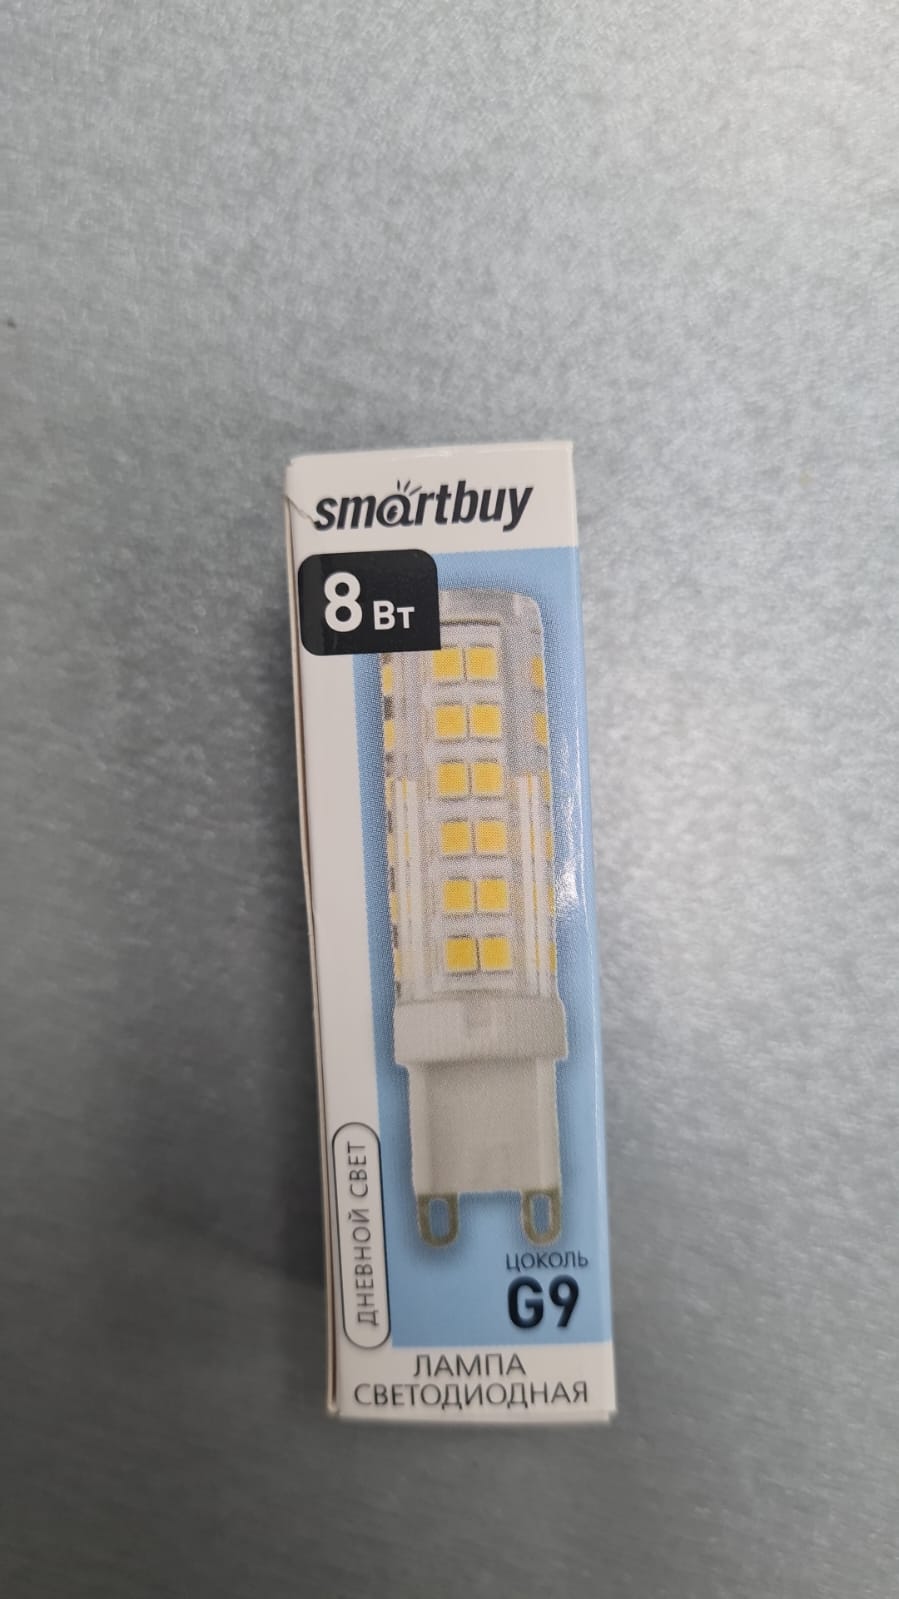 smartbuy
8 Вт
ДНЕВНОЙ СВЕТ
ЦОКОЛЬ
G9
ЛАМПА
СВЕТОДИОДНАЯ